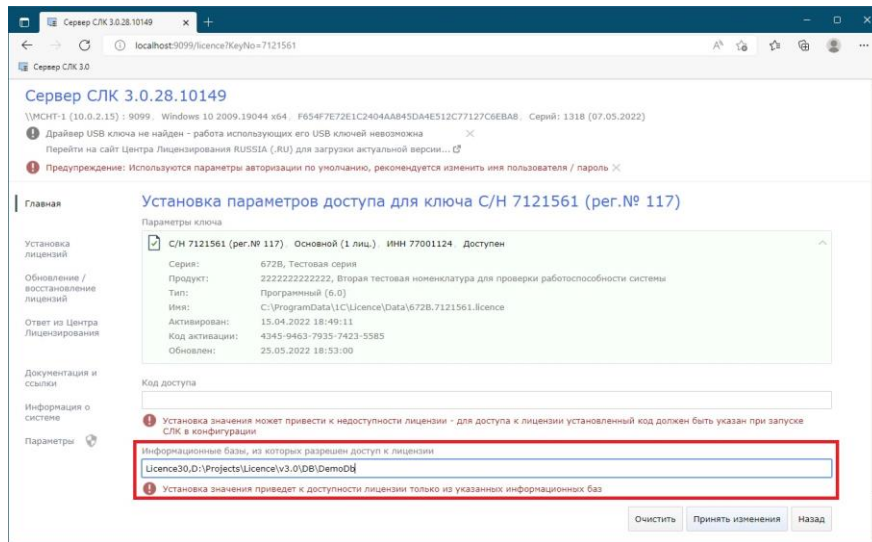 Сервер СЛК 3.0.28.10149
localhost:9099/licence?KeyNo=7121561
Сервер СЛК 3.0
Сервер СЛК 3.0.28.10149
\\MCHT-1 (10.0.2.15) : 9099, Windows 10 2009.19044 x64, F654F7E72E1C2404AA845DA4E512C77127C6EBA8, Серий: 1318 (07.05.2022)
Драйвер USB ключа не найден - работа использующих его USB ключей невозможна
Перейти на сайт Центра Лицензирования RUSSIA (.RU) для загрузки актуальной версии...
Предупреждение: Используются параметры авторизации по умолчанию, рекомендуется изменить имя пользователя / пароль
Главная
Установка лицензий
Обновление / восстановление лицензий
Ответ из Центра Лицензирования
Документация и ссылки
Информация о системе
Параметры
Установка параметров доступа для ключа С/Н 7121561 (рег.№ 117)
Параметры ключа
С/Н 7121561 (рег.№ 117), Основной (1 лиц.), ИНН 77001124, Доступен
Серия: 672B, Тестовая серия
Продукт: 2222222222222, Вторая тестовая номенклатура для проверки работоспособности системы
Тип: Программный (6.0)
Имя: C:\ProgramData\1C\Licence\Data\672B.7121561.licence
Активирован: 15.04.2022 18:49:11
Код активации: 4345-9463-7935-7423-5585
Обновлен: 25.05.2022 18:53:00
Код доступа
Установка значения может привести к недоступности лицензии - для доступа к лицензии установленный код должен быть указан при запуске
СЛК в конфигурации
Информационные базы, из которых разрешен доступ к лицензии
Licence30,D:\Projects\Licence\v3.0\DB\DemoDb
Установка значения приведет к доступности лицензии только из указанных информационных баз
Очистить Принять изменения Назад